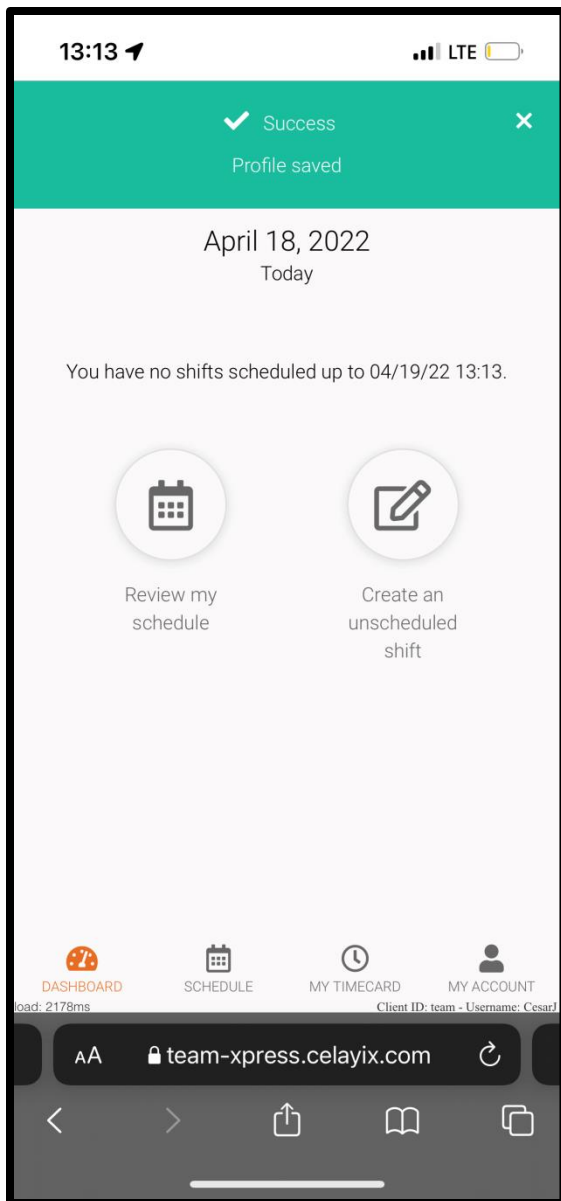 13:13
LTE
Success
Profile saved
April 18, 2022
Today
You have no shifts scheduled up to 04/19/22 13:13.
Review my
schedule
Create an
unscheduled
shift
DASHBOARD
SCHEDULE
MY TIMECARD
MY ACCOUNT
load: 2178ms
Client ID: team - Username: CesarJ
AA
team-xpress.celayix.com